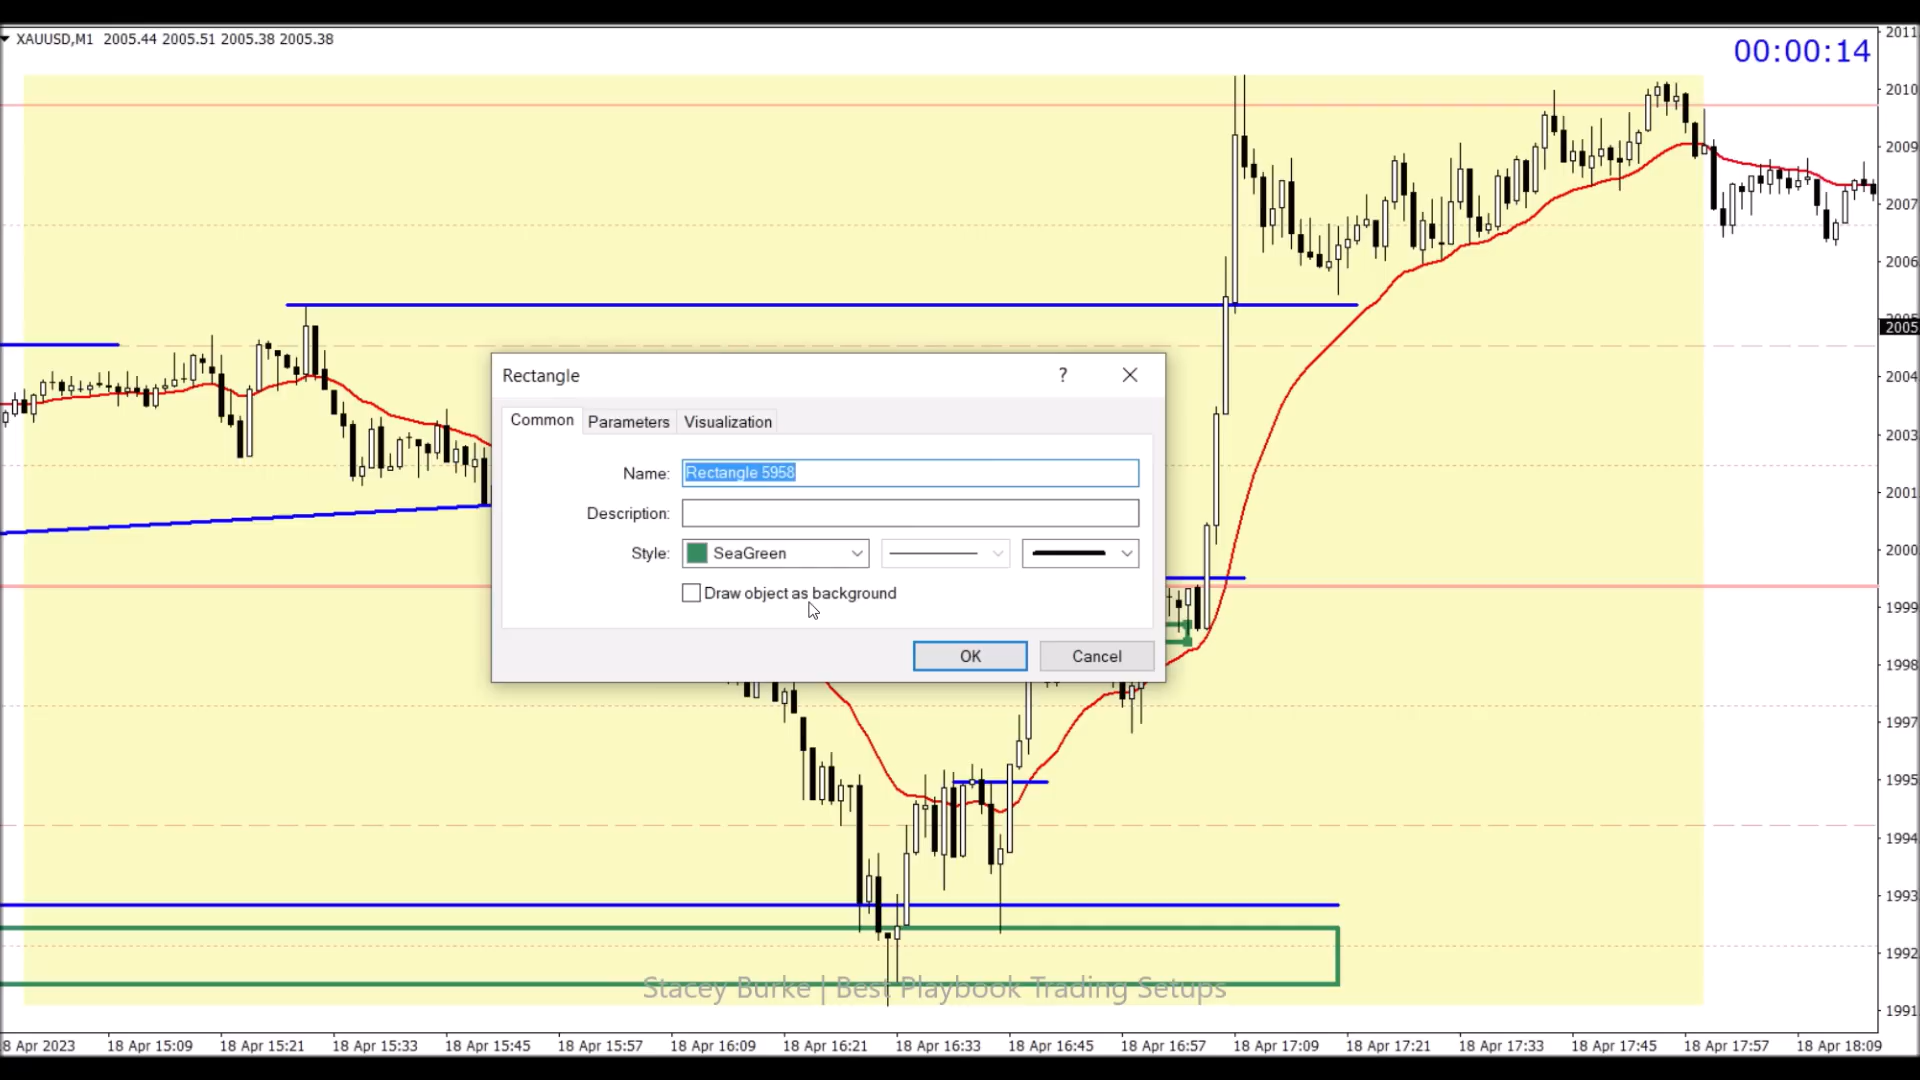 XAUUSD,M1 2005.44 2005.51 2005.38 2005.38
00:00:14
2011
2010
2009
2007
2006
2005
2004
2003
2001
2000
1999
1998
1997
1995
1994
1993
1992
1991
Rectangle
?
Common Parameters Visualization
Name: Rectangle 5958
Description:
Style: SeaGreen
Draw object as background
OK Cancel
Stacey Burke | Best Playbook Trading Setups
8 Apr 2023 18 Apr 15:09 18 Apr 15:21 18 Apr 15:33 18 Apr 15:45 18 Apr 15:57 18 Apr 16:09 18 Apr 16:21 18 Apr 16:33 18 Apr 16:45 18 Apr 16:57 18 Apr 17:09 18 Apr 17:21 18 Apr 17:33 18 Apr 17:45 18 Apr 17:57 18 Apr 18:09